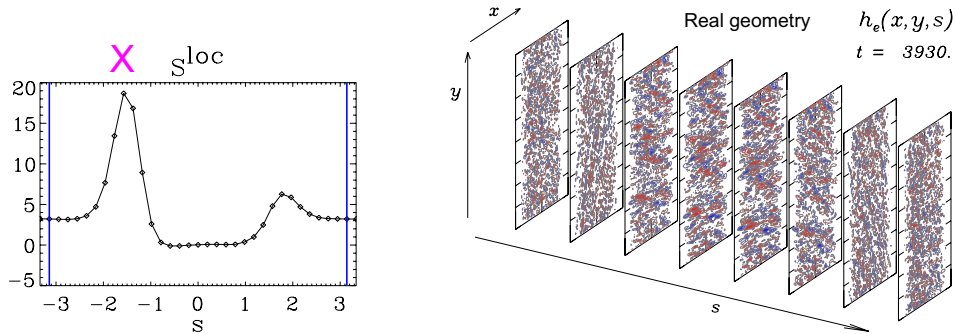 X
S^loc
20
15
10
5
0
−5
−3 −2 −1 0 1 2 3
s
x
y
s
Real geometry
h_e(x,y,s)
t = 3930.